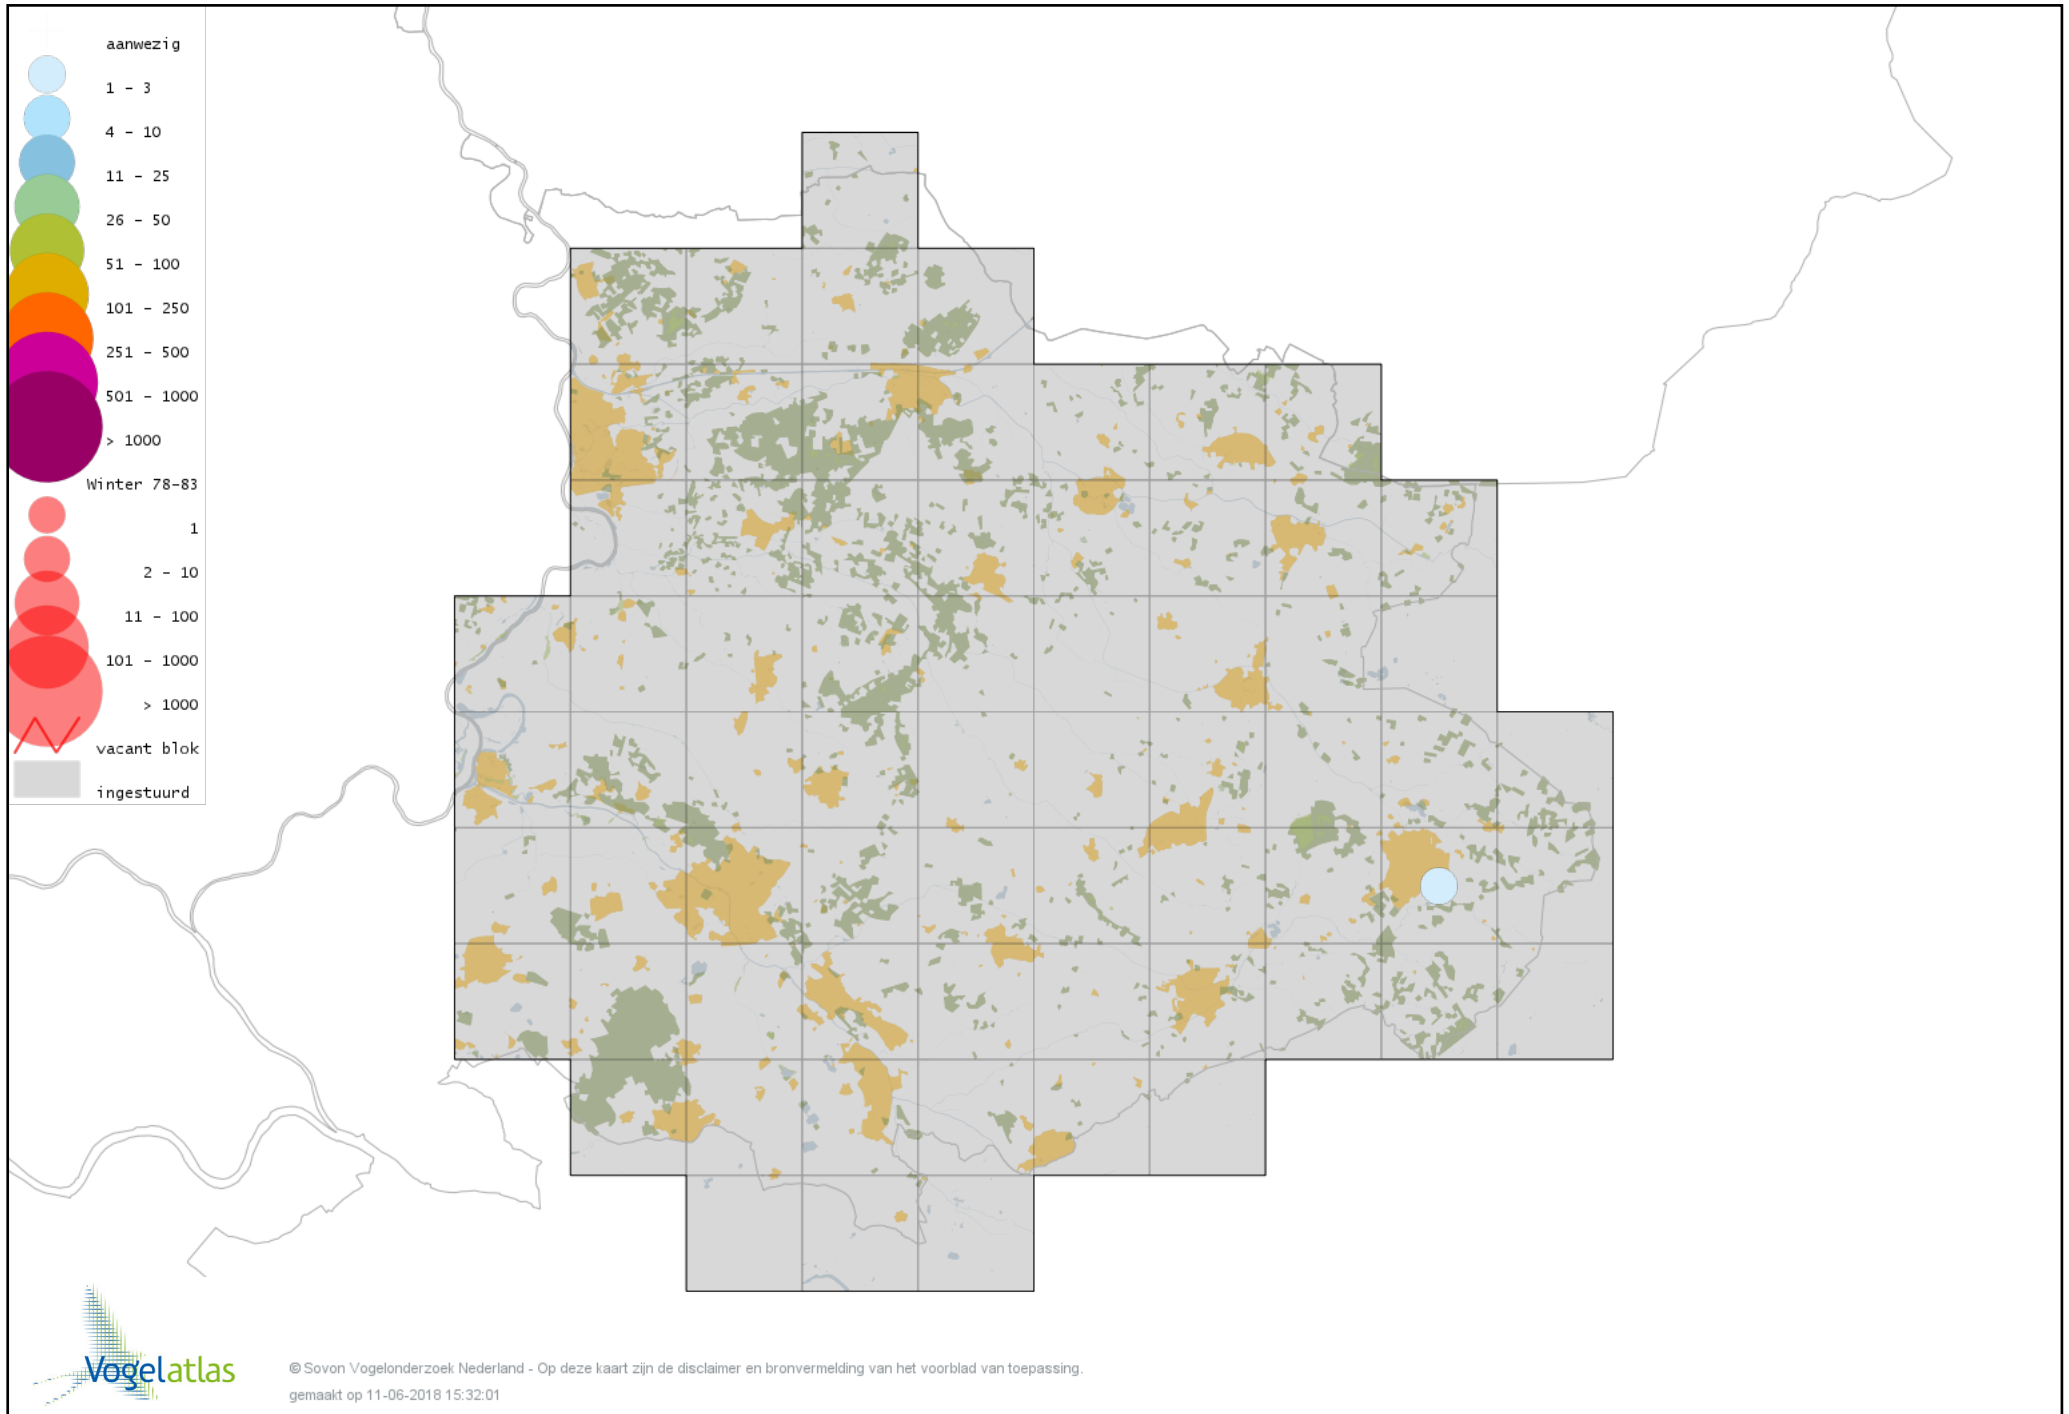 aanwezig
1 - 3
4 - 10
11 - 25
26 - 50
51 - 100
101 - 250
251 - 500
501 - 1000
> 1000
Winter 78-83
1
2 - 10
11 - 100
101 - 1000
> 1000
vacant blok
ingestuurd
Vogelatlas
© Sovon Vogelonderzoek Nederland - Op deze kaart zijn de disclaimer en bronvermelding van het voorblad van toepassing.
gemaakt op 11-06-2018 15:32:01